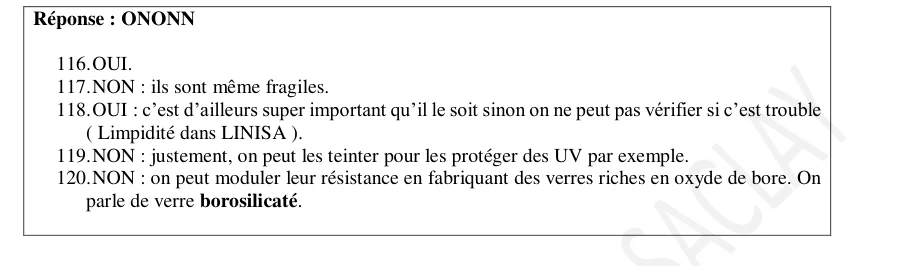 Réponse : ONONN
116.OUI.
117.NON : ils sont même fragiles.
118.OUI : c’est d’ailleurs super important qu’il le soit sinon on ne peut pas vérifier si c’est trouble
( Limpidité dans LINISA ).
119.NON : justement, on peut les teinter pour les protéger des UV par exemple.
120.NON : on peut moduler leur résistance en fabriquant des verres riches en oxyde de bore. On
parle de verre borosilicaté.
SACLAY